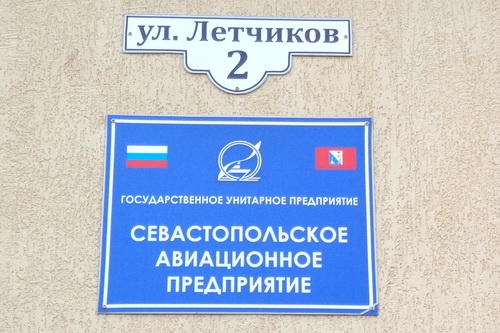 ул. Летчиков
2
ГОСУДАРСТВЕННОЕ УНИТАРНОЕ ПРЕДПРИЯТИЕ
СЕВАСТОПОЛЬСКОЕ
АВИАЦИОННОЕ
ПРЕДПРИЯТИЕ